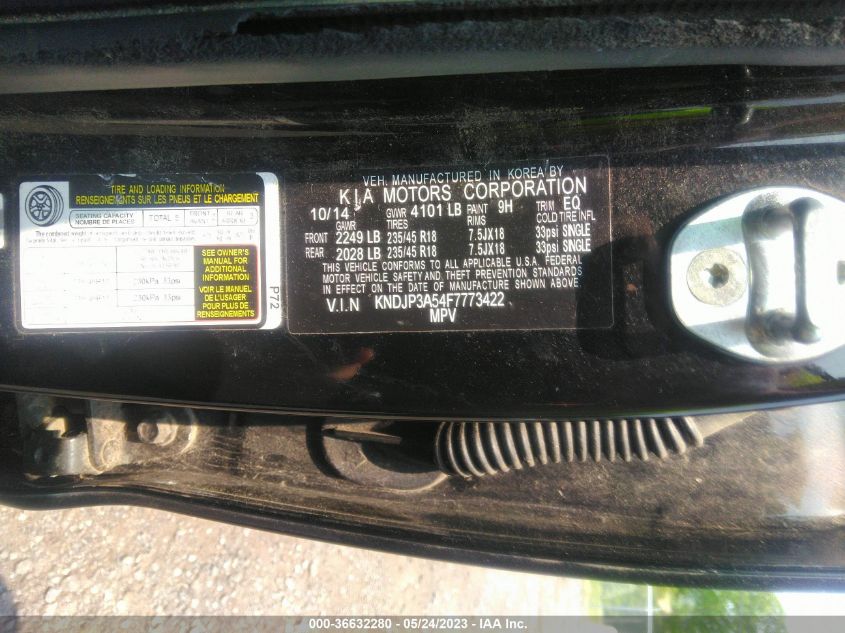 TIRE AND LOADING INFORMATION
RENSEIGNEMENTS SUR LES PNEUS ET LE CHARGEMENT
SEATING CAPACITY
NOMBRE DE PLACES
TOTAL 5
FRONT
REAR
The combined weight of
SEE OWNER'S
MANUAL FOR
ADDITIONAL
INFORMATION
VOIR LE MANUEL
DE L'USAGER
POUR PLUS DE
RENSEIGNEMENTS
230kPa 33psi
230kPa 33psi
P72
VEH. MANUFACTURED IN KOREA BY
KIA MOTORS CORPORATION
10/14 GVWR 4101 LB PAINT 9H TRIM EQ
GAWR TIRES RIMS COLD TIRE INFL
FRONT 2249 LB 235/45 R18 7.5JX18 33psi SINGLE
REAR 2028 LB 235/45 R18 7.5JX18 33psi SINGLE
THIS VEHICLE CONFORMS TO ALL APPLICABLE U.S.A. FEDERAL
MOTOR VEHICLE SAFETY AND THEFT PREVENTION STANDARDS
IN EFFECT ON THE DATE OF MANUFACTURE SHOWN ABOVE
V.I.N KNDJP3A54F7773422
MPV
000-36632280 - 05/24/2023 - IAA Inc.